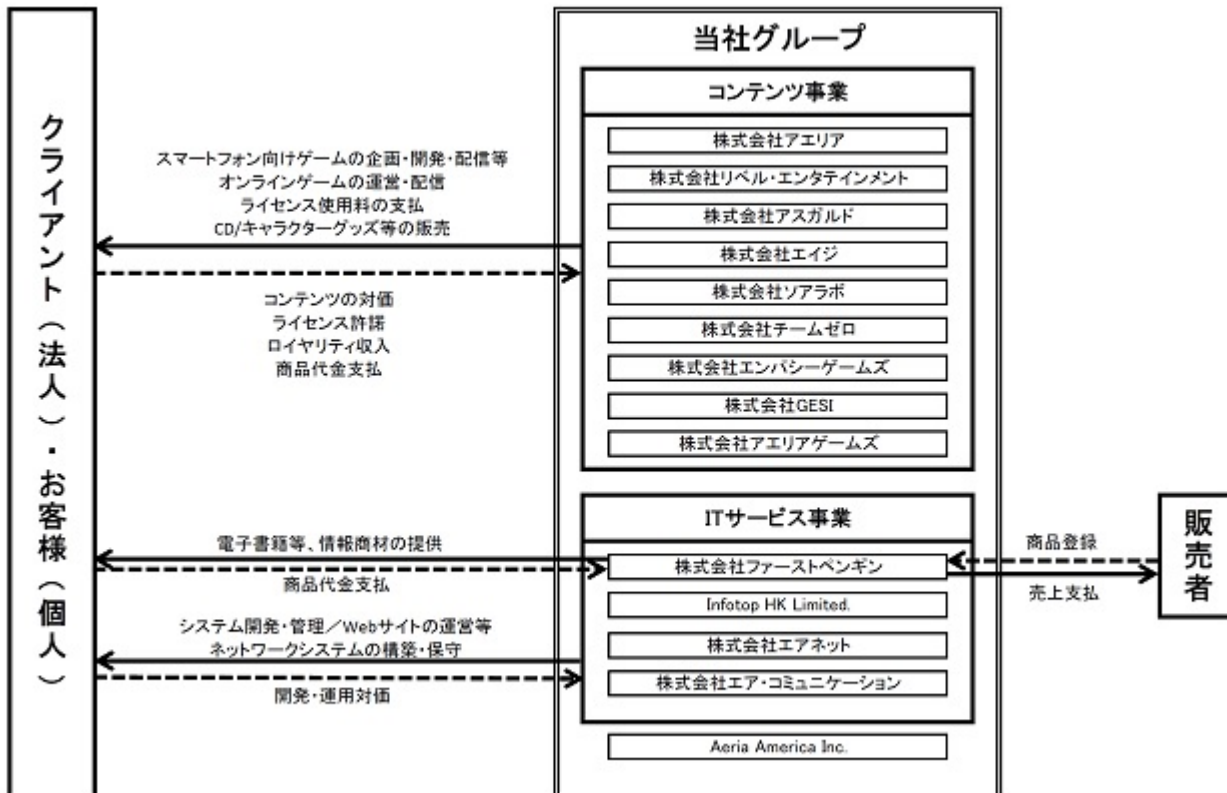 クライアント（法人）・お客様（個人）
スマートフォン向けゲームの企画・開発・配信等
オンラインゲームの運営・配信
ライセンス使用料の支払
CD/キャラクターグッズ等の販売
コンテンツの対価
ライセンス許諾
ロイヤリティ収入
商品代金支払
電子書籍等、情報商材の提供
商品代金支払
システム開発・管理／Webサイトの運営等
ネットワークシステムの構築・保守
開発・運用対価
当社グループ
コンテンツ事業
株式会社アエリア
株式会社リベル・エンタテインメント
株式会社アスガルド
株式会社エイジ
株式会社ソアラボ
株式会社チームゼロ
株式会社エンバシーゲームズ
株式会社GESI
株式会社アエリアゲームズ
ITサービス事業
株式会社ファーストペンギン
Infotop HK Limited.
株式会社エアネット
株式会社エア・コミュニケーション
Aeria America Inc.
商品登録
売上支払
販売者